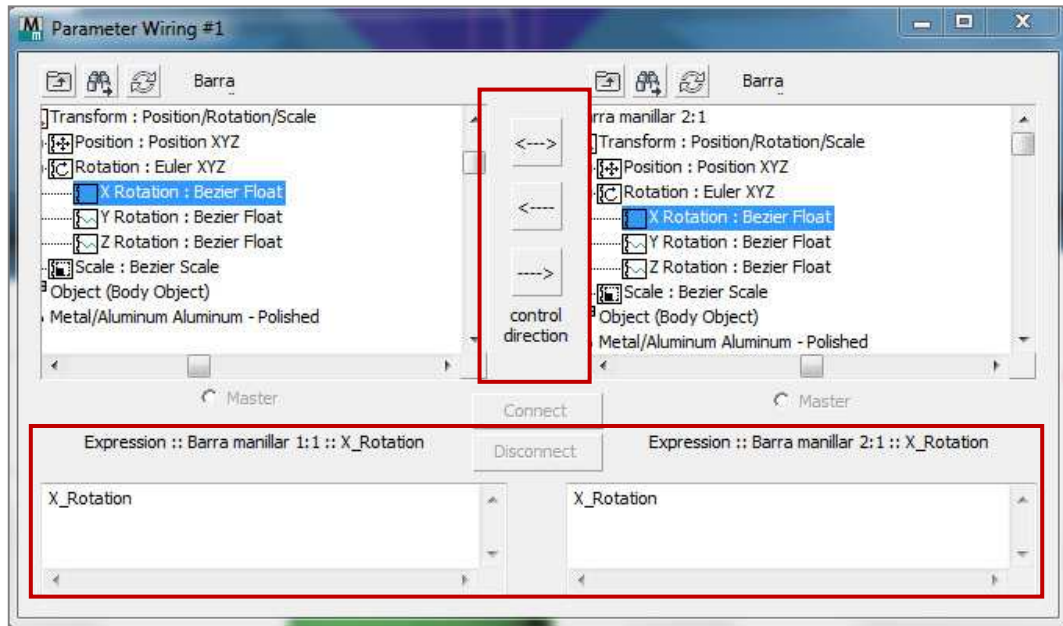 Parameter Wiring #1
Barra
Transform : Position/Rotation/Scale
Position : Position XYZ
Rotation : Euler XYZ
X Rotation : Bezier Float
Y Rotation : Bezier Float
Z Rotation : Bezier Float
Scale : Bezier Scale
Object (Body Object)
Metal/Aluminum Aluminum - Polished
Master
<--->
<----
---->
control
direction
Connect
Disconnect
Barra
rra manillar 2:1
Transform : Position/Rotation/Scale
Position : Position XYZ
Rotation : Euler XYZ
X Rotation : Bezier Float
Y Rotation : Bezier Float
Z Rotation : Bezier Float
Scale : Bezier Scale
Object (Body Object)
Metal/Aluminum Aluminum - Polished
Master
Expression :: Barra manillar 1:1 :: X_Rotation
X_Rotation
Expression :: Barra manillar 2:1 :: X_Rotation
X_Rotation